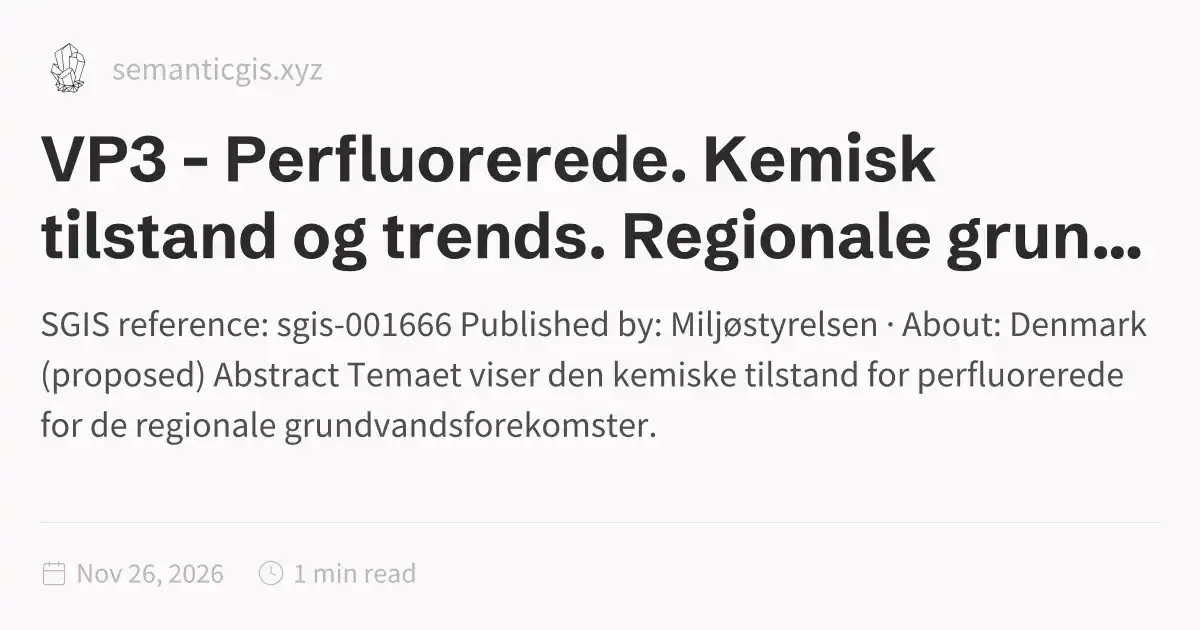 semanticgis.xyz
VP3 - Perfluorerede. Kemisk
tilstand og trends. Regionale grun...
SGIS reference: sgis-001666 Published by: Miljøstyrelsen · About: Denmark
(proposed) Abstract Temaet viser den kemiske tilstand for perfluorerede
for de regionale grundvandsforekomster.
Nov 26, 2026 1 min read